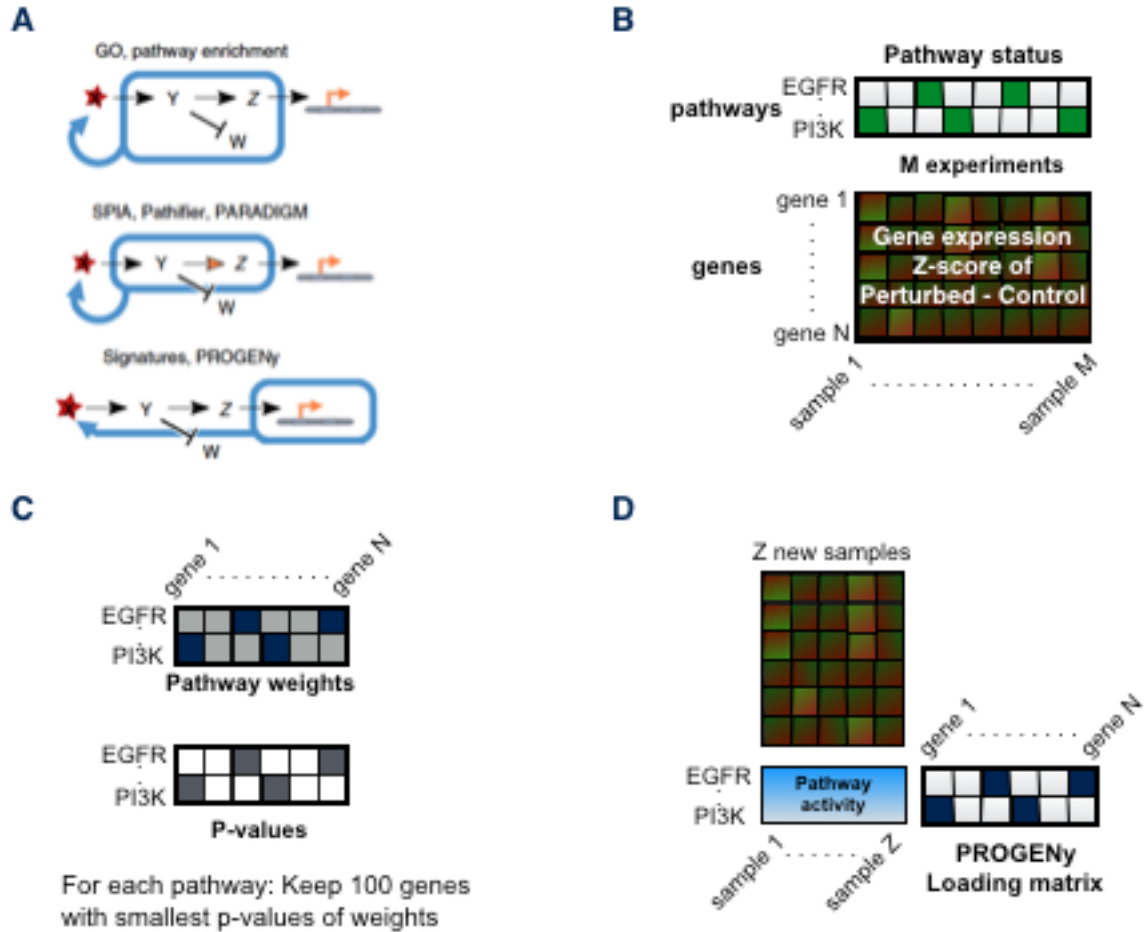 A
GO, pathway enrichment
Y
Z
W
SPIA, Pathifier, PARADIGM
Y
Z
W
Signatures, PROGENy
Y
Z
W
B
Pathway status
EGFR
pathways
PI3K
M experiments
gene 1
Gene expression
genes
Z-score of
Perturbed - Control
gene N
sample 1
sample M
C
gene 1
gene N
EGFR
PI3K
Pathway weights
EGFR
PI3K
P-values
For each pathway: Keep 100 genes
with smallest p-values of weights
D
Z new samples
gene 1
gene N
EGFR
Pathway
activity
PI3K
sample 1
sample Z
PROGENy
Loading matrix